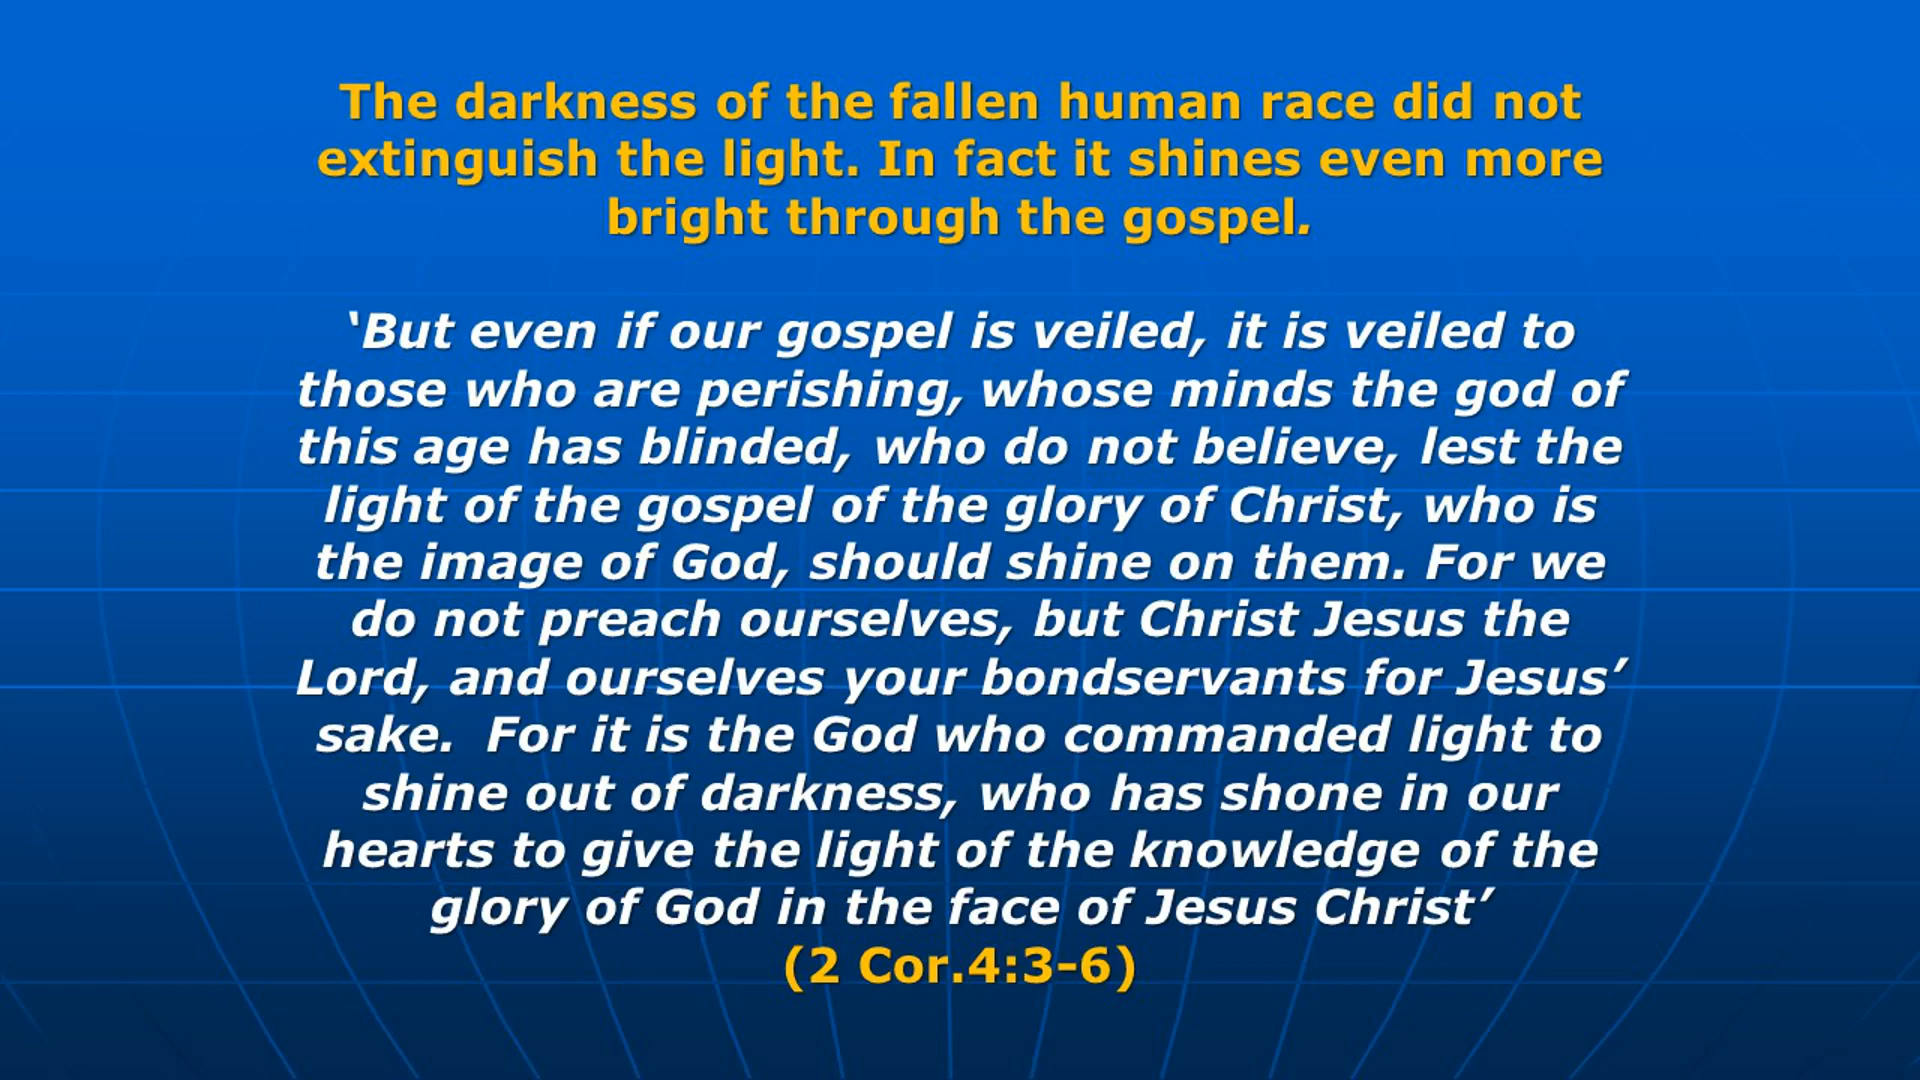 The darkness of the fallen human race did not
extinguish the light. In fact it shines even more
bright through the gospel.
‘But even if our gospel is veiled, it is veiled to
those who are perishing, whose minds the god of
this age has blinded, who do not believe, lest the
light of the gospel of the glory of Christ, who is
the image of God, should shine on them. For we
do not preach ourselves, but Christ Jesus the
Lord, and ourselves your bondservants for Jesus’
sake.  For it is the God who commanded light to
shine out of darkness, who has shone in our
hearts to give the light of the knowledge of the
glory of God in the face of Jesus Christ’
(2 Cor.4:3-6)